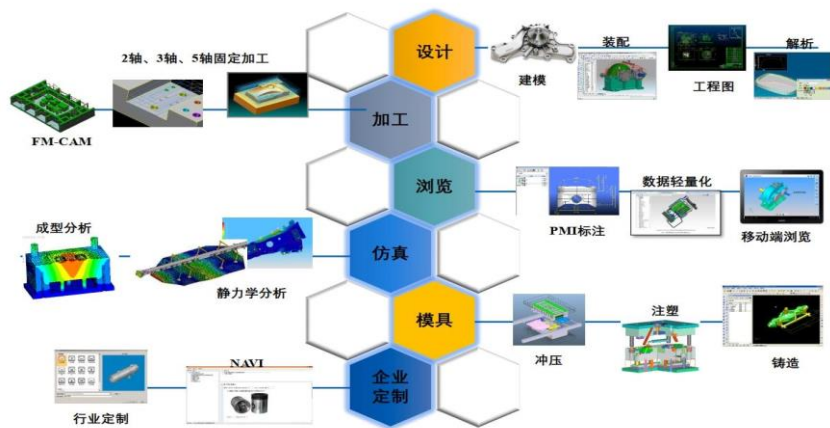 设计
建模
装配
工程图
解析
2轴、3轴、5轴固定加工
加工
FM-CAM
浏览
PMI标注
数据轻量化
移动端浏览
成型分析
仿真
静力学分析
模具
冲压
注塑
铸造
NAVI
企业
定制
行业定制